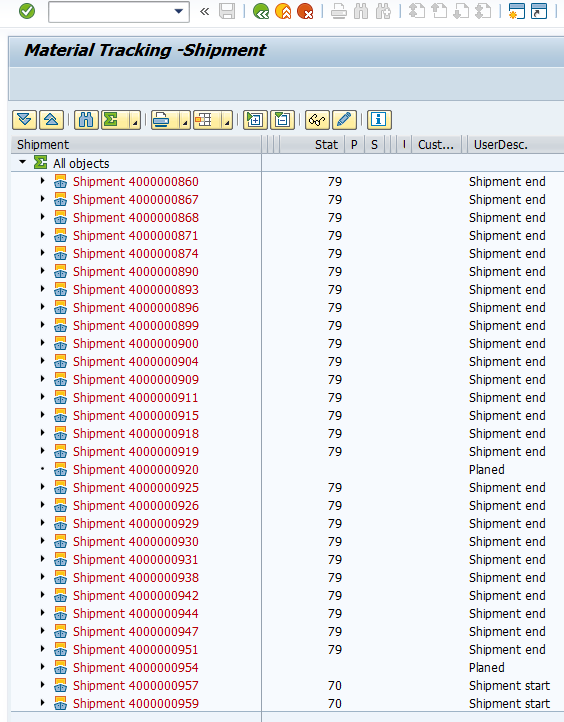 Material Tracking -Shipment
Shipment Stat P S I Cust... UserDesc.
All objects
Shipment 4000000860 79 Shipment end
Shipment 4000000867 79 Shipment end
Shipment 4000000868 79 Shipment end
Shipment 4000000871 79 Shipment end
Shipment 4000000874 79 Shipment end
Shipment 4000000890 79 Shipment end
Shipment 4000000893 79 Shipment end
Shipment 4000000896 79 Shipment end
Shipment 4000000899 79 Shipment end
Shipment 4000000900 79 Shipment end
Shipment 4000000904 79 Shipment end
Shipment 4000000909 79 Shipment end
Shipment 4000000911 79 Shipment end
Shipment 4000000915 79 Shipment end
Shipment 4000000918 79 Shipment end
Shipment 4000000919 79 Shipment end
Shipment 4000000920 Planed
Shipment 4000000925 79 Shipment end
Shipment 4000000926 79 Shipment end
Shipment 4000000929 79 Shipment end
Shipment 4000000930 79 Shipment end
Shipment 4000000931 79 Shipment end
Shipment 4000000938 79 Shipment end
Shipment 4000000942 79 Shipment end
Shipment 4000000944 79 Shipment end
Shipment 4000000947 79 Shipment end
Shipment 4000000951 79 Shipment end
Shipment 4000000954 Planed
Shipment 4000000957 70 Shipment start
Shipment 4000000959 70 Shipment start